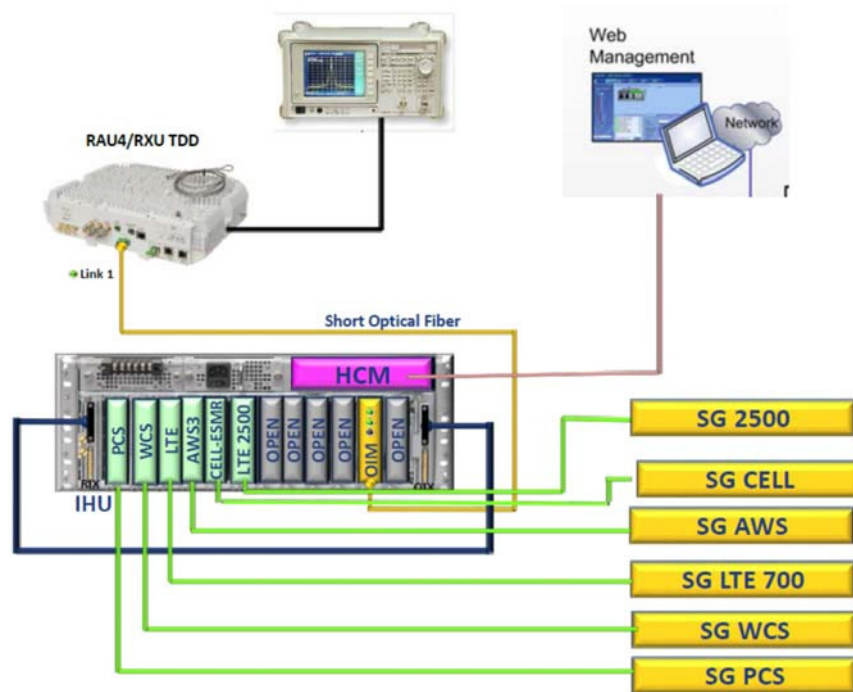 Web
Management
Network
RAU4/RXU TDD
Link 1
Short Optical Fiber
HCM
PCS
WCS
LTE
AWS3
CELL-ESMR
LTE 2500
OPEN
OPEN
OPEN
OPEN
OIM
OPEN
IHU
SG 2500
SG CELL
SG AWS
SG LTE 700
SG WCS
SG PCS